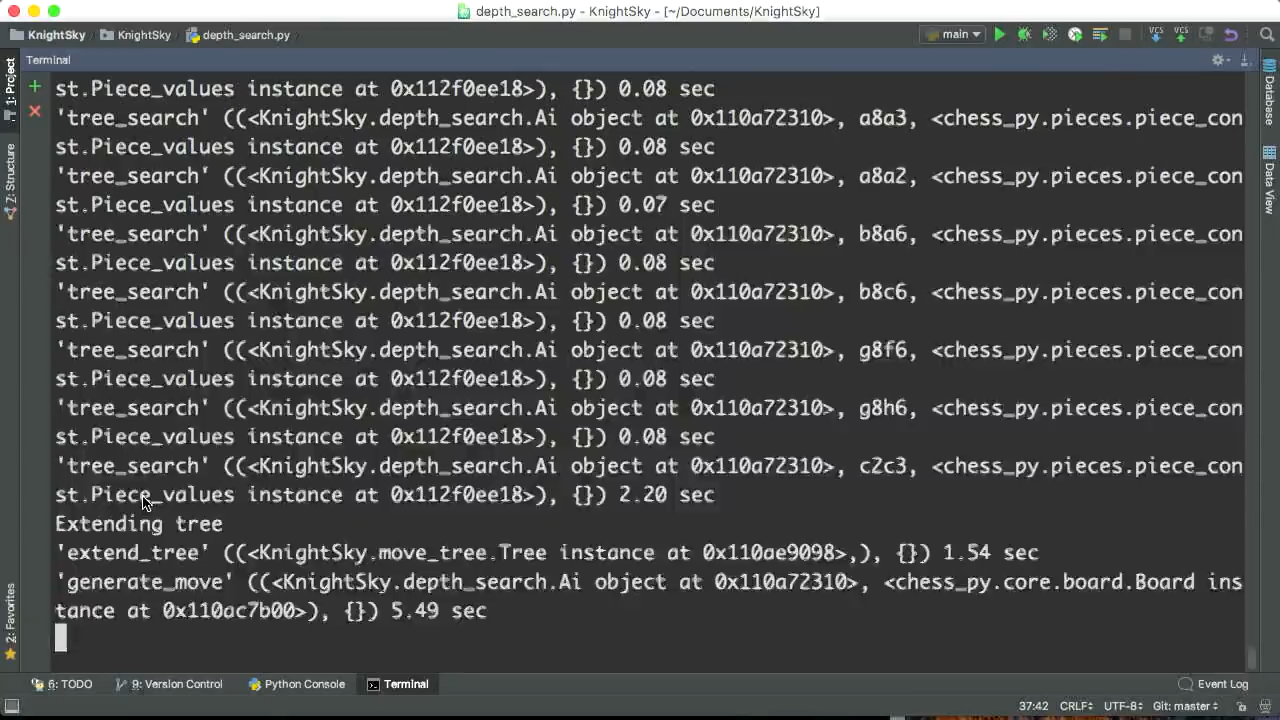 depth_search.py - KnightSky - [~/Documents/KnightSky]
KnightSky KnightSky depth_search.py main VCS VCS
1: Project
Z: Structure
2: Favorites
Terminal
st.Piece_values instance at 0x112f0ee18>), {}) 0.08 sec
'tree_search' ((<KnightSky.depth_search.Ai object at 0x110a72310>, a8a3, <chess_py.pieces.piece_con
st.Piece_values instance at 0x112f0ee18>), {}) 0.08 sec
'tree_search' ((<KnightSky.depth_search.Ai object at 0x110a72310>, a8a2, <chess_py.pieces.piece_con
st.Piece_values instance at 0x112f0ee18>), {}) 0.07 sec
'tree_search' ((<KnightSky.depth_search.Ai object at 0x110a72310>, b8a6, <chess_py.pieces.piece_con
st.Piece_values instance at 0x112f0ee18>), {}) 0.08 sec
'tree_search' ((<KnightSky.depth_search.Ai object at 0x110a72310>, b8c6, <chess_py.pieces.piece_con
st.Piece_values instance at 0x112f0ee18>), {}) 0.08 sec
'tree_search' ((<KnightSky.depth_search.Ai object at 0x110a72310>, g8f6, <chess_py.pieces.piece_con
st.Piece_values instance at 0x112f0ee18>), {}) 0.08 sec
'tree_search' ((<KnightSky.depth_search.Ai object at 0x110a72310>, g8h6, <chess_py.pieces.piece_con
st.Piece_values instance at 0x112f0ee18>), {}) 0.08 sec
'tree_search' ((<KnightSky.depth_search.Ai object at 0x110a72310>, c2c3, <chess_py.pieces.piece_con
st.Piece_values instance at 0x112f0ee18>), {}) 2.20 sec
Extending tree
'extend_tree' ((<KnightSky.move_tree.Tree instance at 0x110ae9098>,), {}) 1.54 sec
'generate_move' ((<KnightSky.depth_search.Ai object at 0x110a72310>, <chess_py.core.board.Board ins
tance at 0x110ac7b00>), {}) 5.49 sec
Database
Data View
6: TODO 9: Version Control Python Console Terminal Event Log
37:42 CRLF UTF-8 Git: master